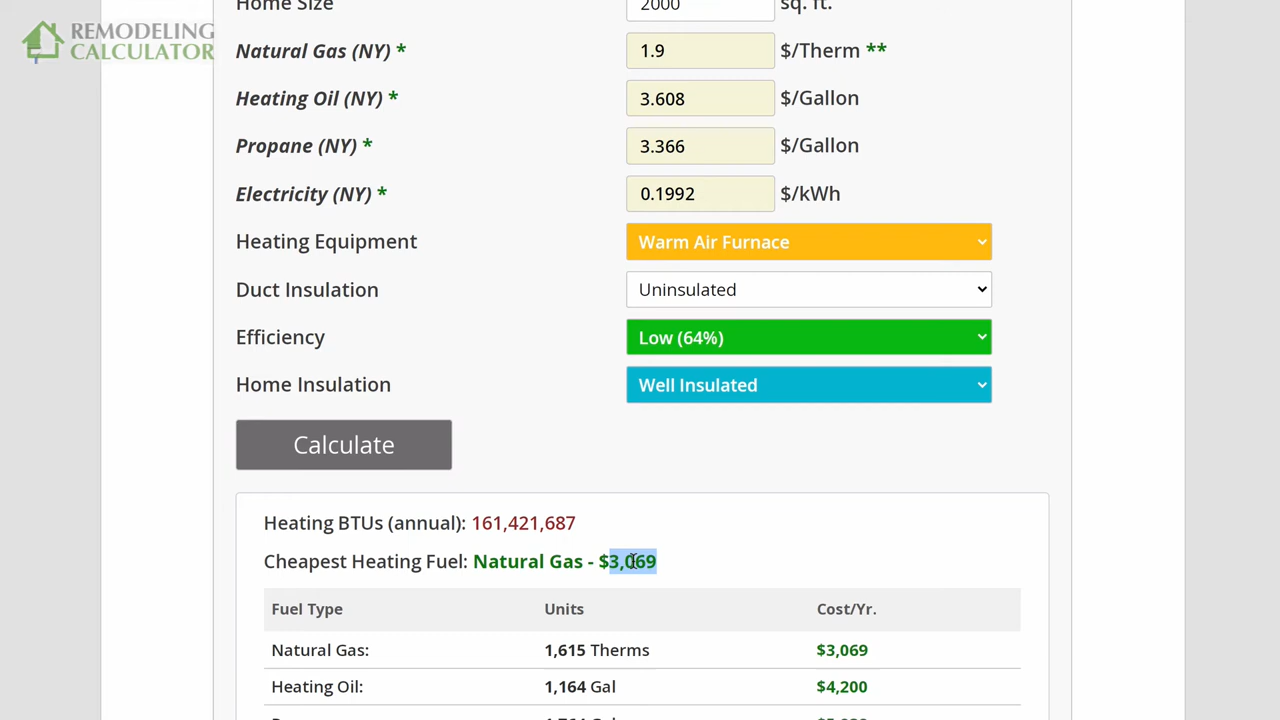 REMODELING
CALCULATOR
Home Size 2000 sq. ft.
Natural Gas (NY) * 1.9 $/Therm **
Heating Oil (NY) * 3.608 $/Gallon
Propane (NY) * 3.366 $/Gallon
Electricity (NY) * 0.1992 $/kWh
Heating Equipment Warm Air Furnace
Duct Insulation Uninsulated
Efficiency Low (64%)
Home Insulation Well Insulated
Calculate
Heating BTUs (annual): 161,421,687
Cheapest Heating Fuel: Natural Gas - $3,069
Fuel Type Units Cost/Yr.
Natural Gas: 1,615 Therms $3,069
Heating Oil: 1,164 Gal $4,200